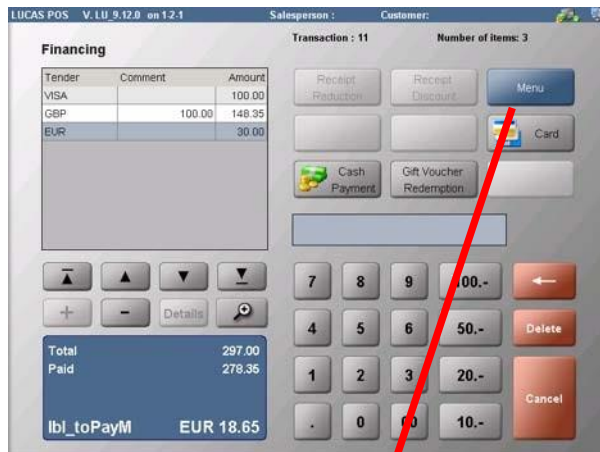 LUCAS POS V. LU_9.12.0 on 1-2-1 Salesperson : Customer:
Transaction : 11 Number of items: 3
Financing
Tender Comment Amount
VISA 100.00
GBP 100.00 148.35
EUR 30.00
Receipt Reduction
Receipt Discount
Menu
Card
Cash Payment
Gift Voucher Redemption
7 8 9 100.-
+ - Details
4 5 6 50.- Delete
Total 297.00
Paid 278.35
1 2 3 20.-
Cancel
lbl_toPayM EUR 18.65
. 0 00 10.-